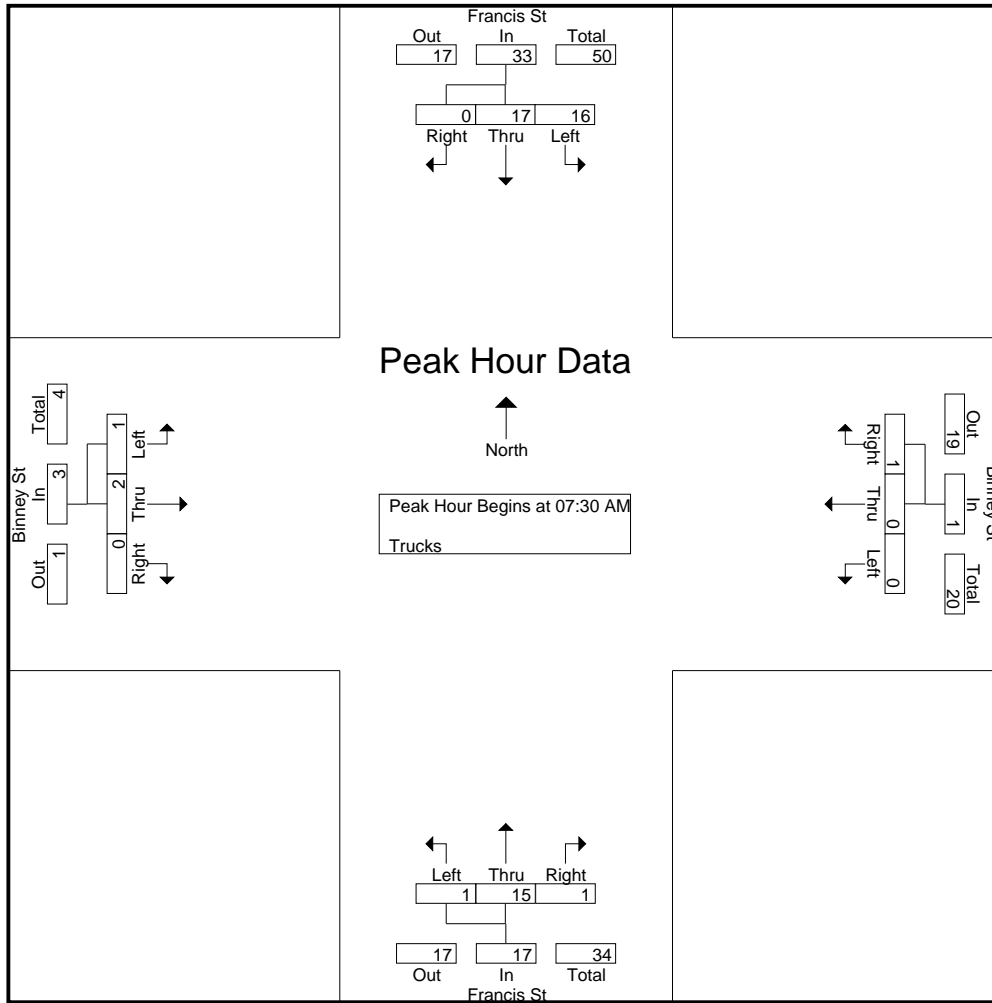 Francis St
Out In Total
17 33 50
0 17 16
Right Thru Left
Peak Hour Data
North
Peak Hour Begins at 07:30 AM
Trucks
Binney St
Total In Out
4 3 1
1 2 0
Left Thru Right
Binney St
Out In Total
19 1 20
1 0 0
Right Thru Left
Left Thru Right
1 15 1
17 17 34
Out In Total
Francis St